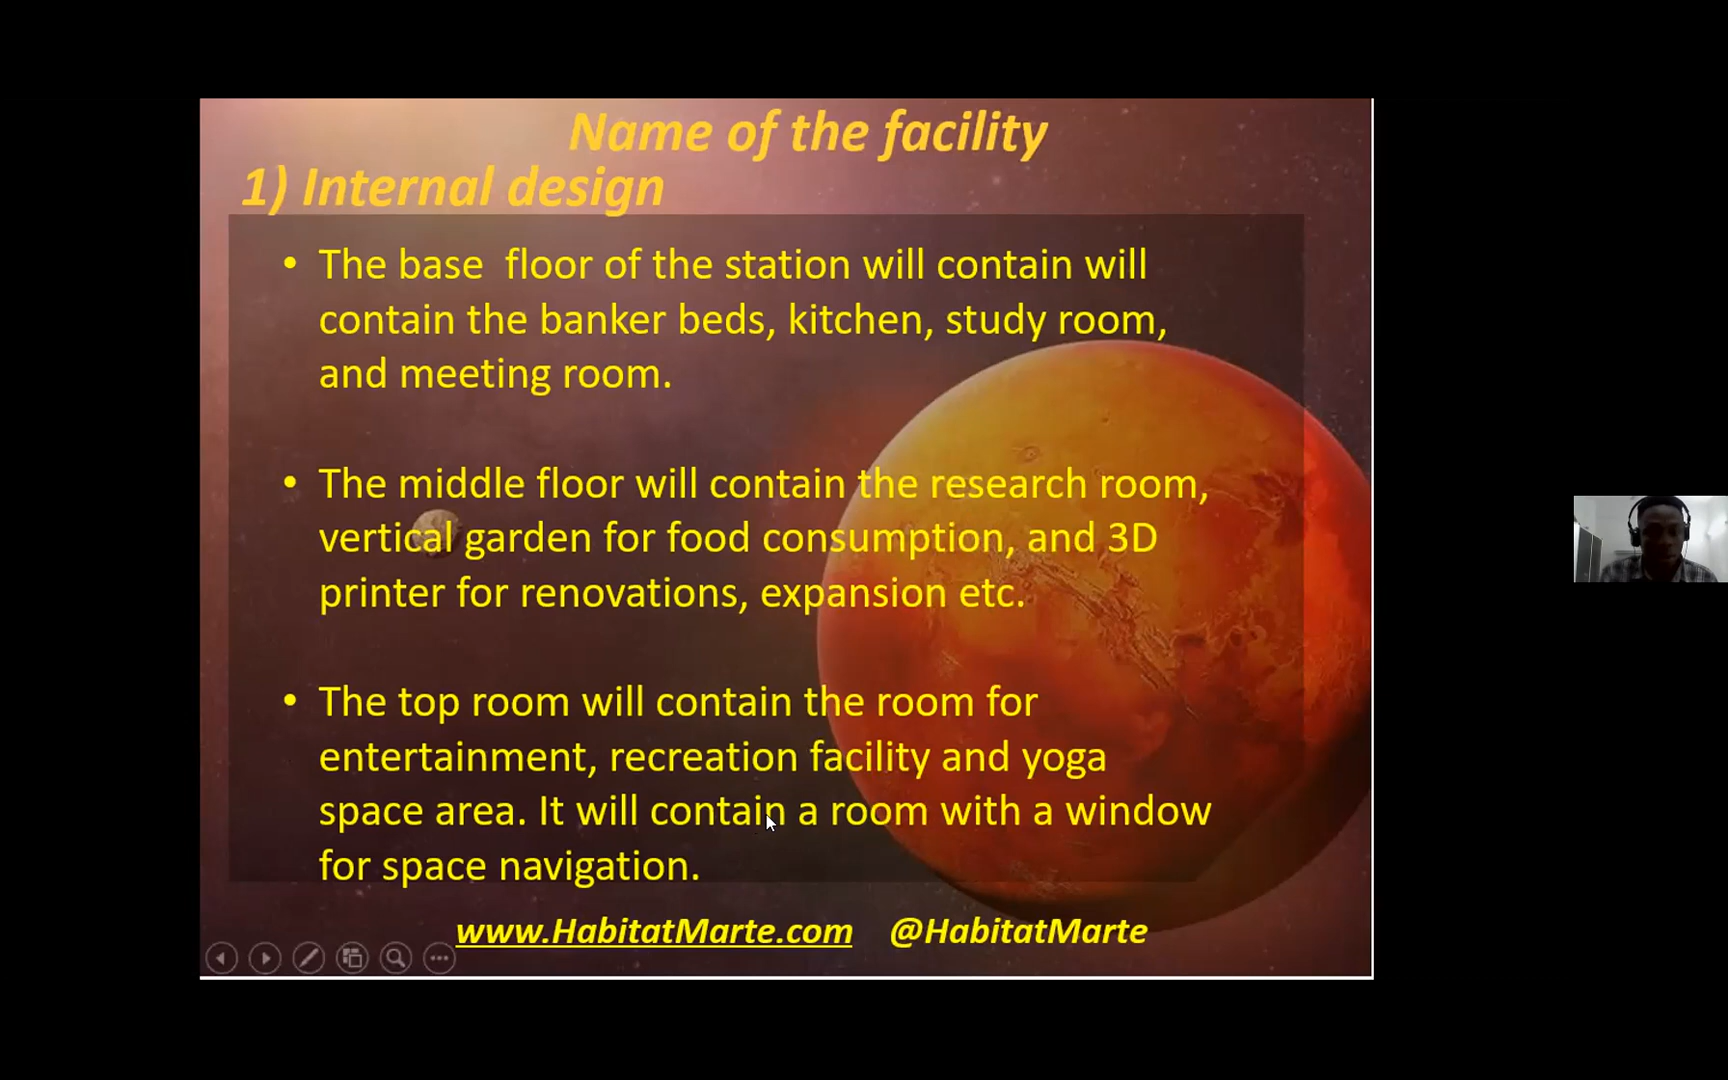 Name of the facility
1) Internal design
• The base  floor of the station will contain will
contain the banker beds, kitchen, study room,
and meeting room.
• The middle floor will contain the research room,
vertical garden for food consumption, and 3D
printer for renovations, expansion etc.
• The top room will contain the room for
entertainment, recreation facility and yoga
space area. It will contain a room with a window
for space navigation.
www.HabitatMarte.com @HabitatMarte